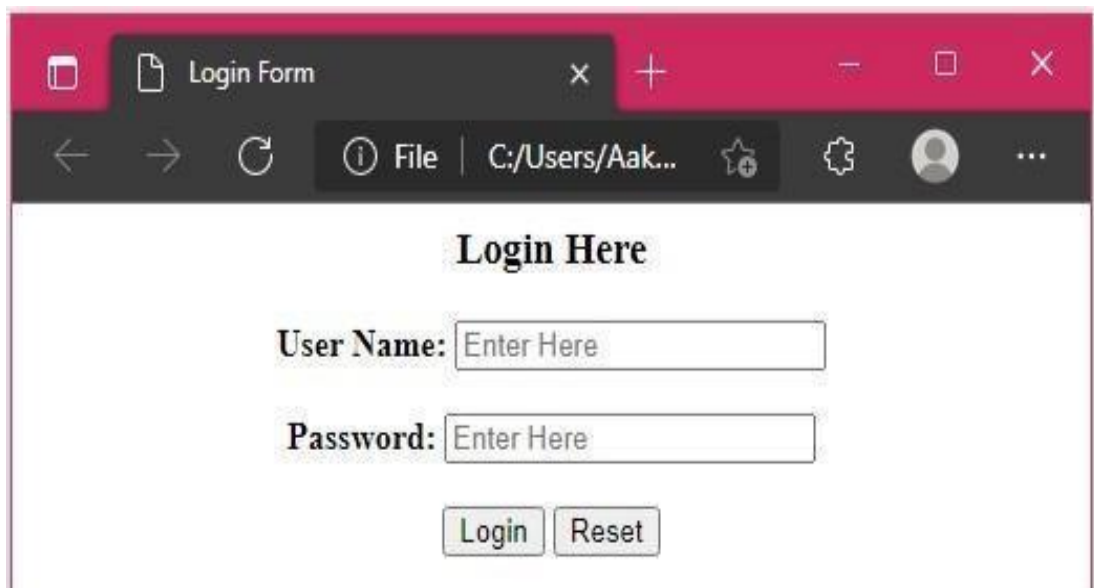 Login Form
File C:/Users/Aak...
Login Here
User Name: Enter Here
Password: Enter Here
Login Reset